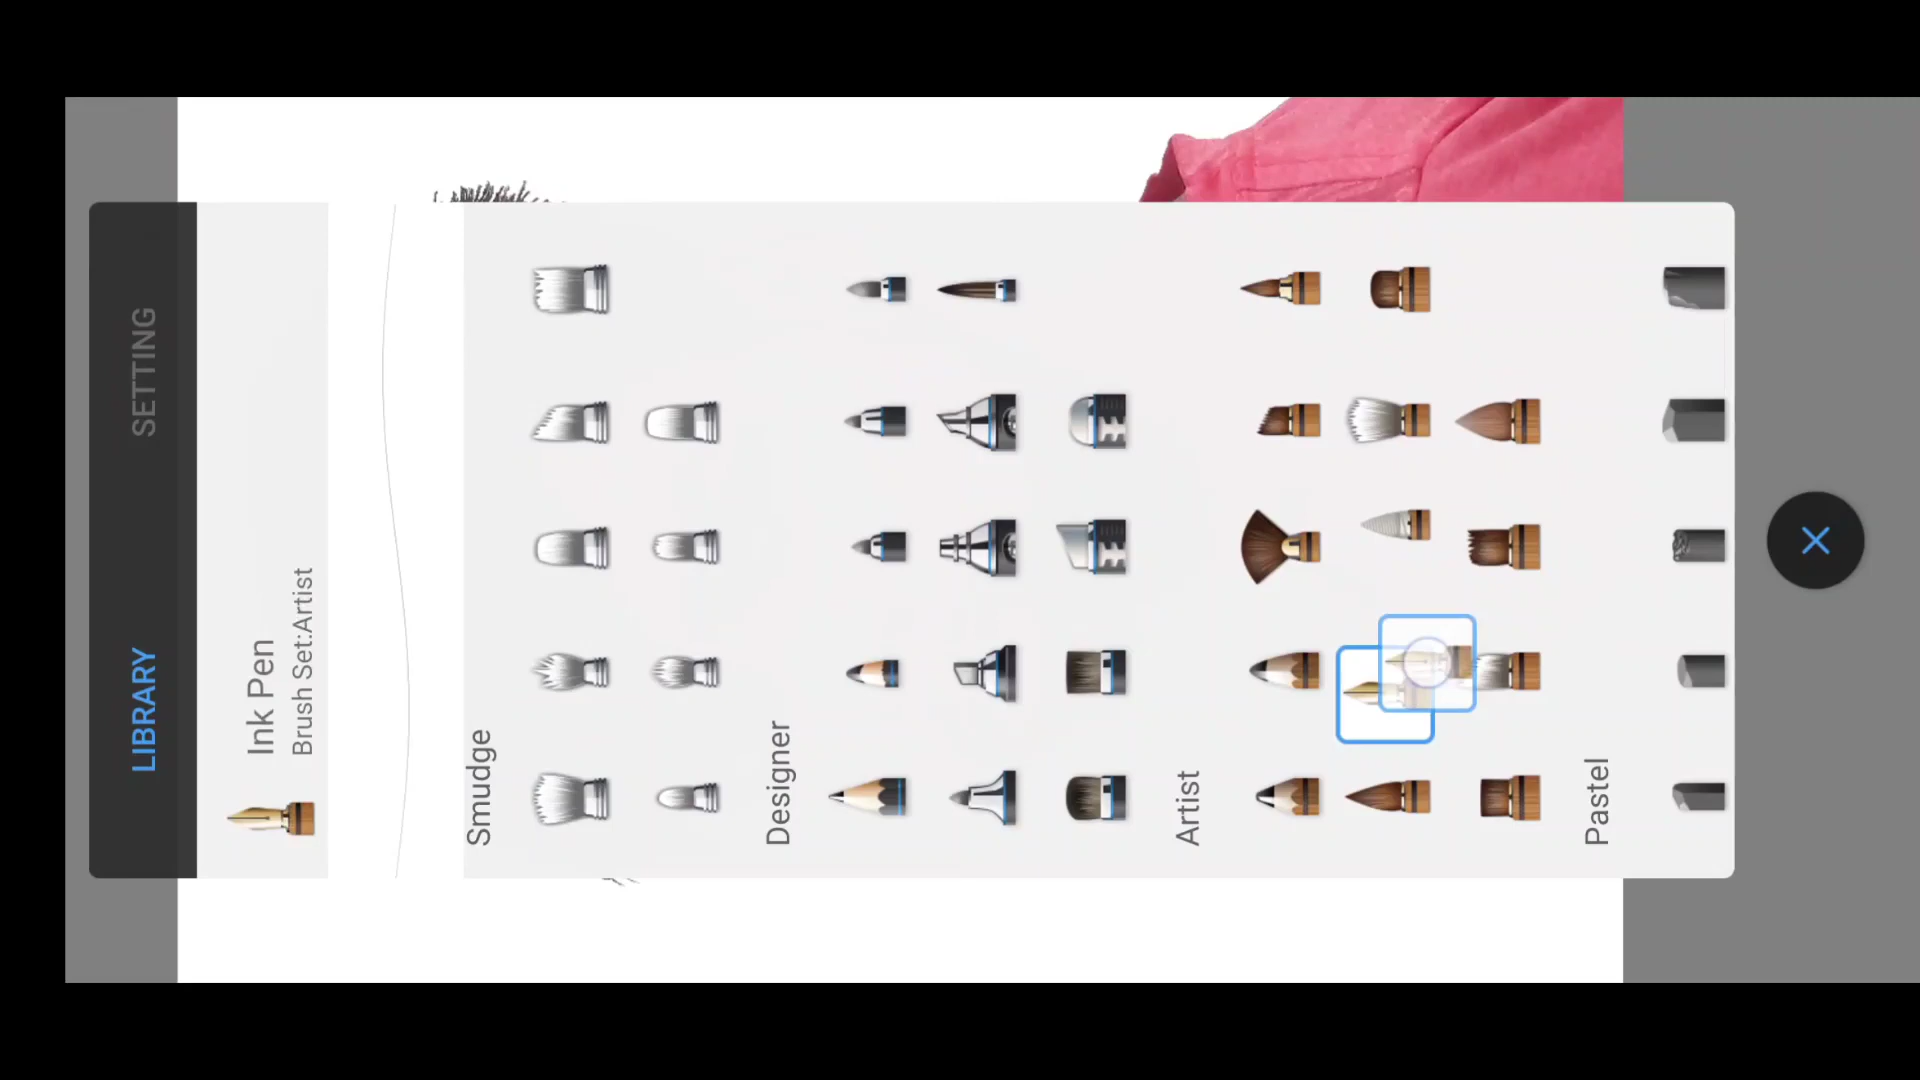 LIBRARY
SETTING
Ink Pen
Brush Set:Artist
Smudge
Designer
Artist
Pastel